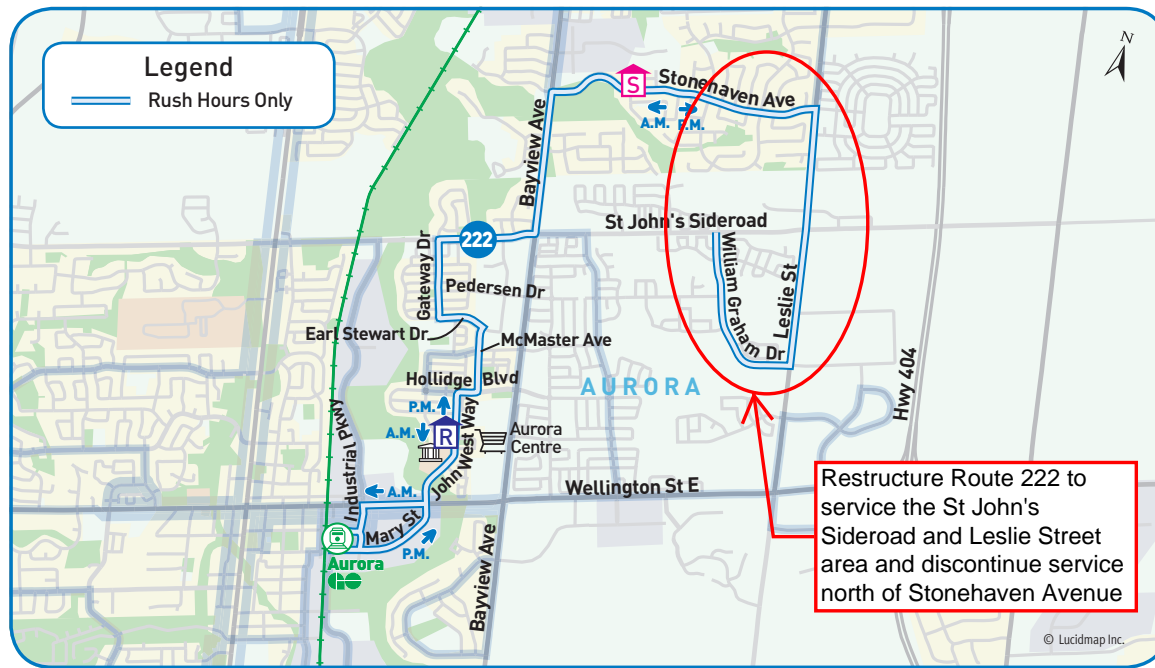 Legend
Rush Hours Only
N
S
Stonehaven Ave
A.M.
P.M.
Bayview Ave
St John's Sideroad
222
Gateway Dr
Pedersen Dr
William Graham Dr
Leslie St
Earl Stewart Dr
McMaster Ave
Hollidge Blvd
AURORA
Hwy 404
P.M.
A.M.
R
Aurora
Centre
John West Way
Industrial Pkwy
A.M.
Wellington St E
Mary St
P.M.
Aurora
GO
Bayview Ave
Restructure Route 222 to
service the St John's
Sideroad and Leslie Street
area and discontinue service
north of Stonehaven Avenue
© Lucidmap Inc.